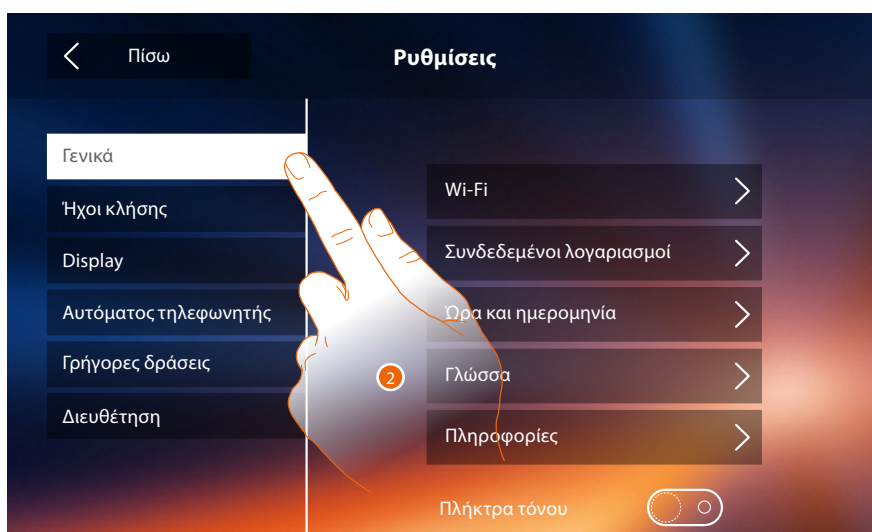 Πίσω
Ρυθμίσεις
Γενικά
Ήχοι κλήσης
Display
Αυτόματος τηλεφωνητής
Γρήγορες δράσεις
Διευθέτηση
Wi-Fi
Συνδεδεμένοι λογαριασμοί
Ώρα και ημερομηνία
2
Γλώσσα
Πληροφορίες
Πλήκτρα τόνου